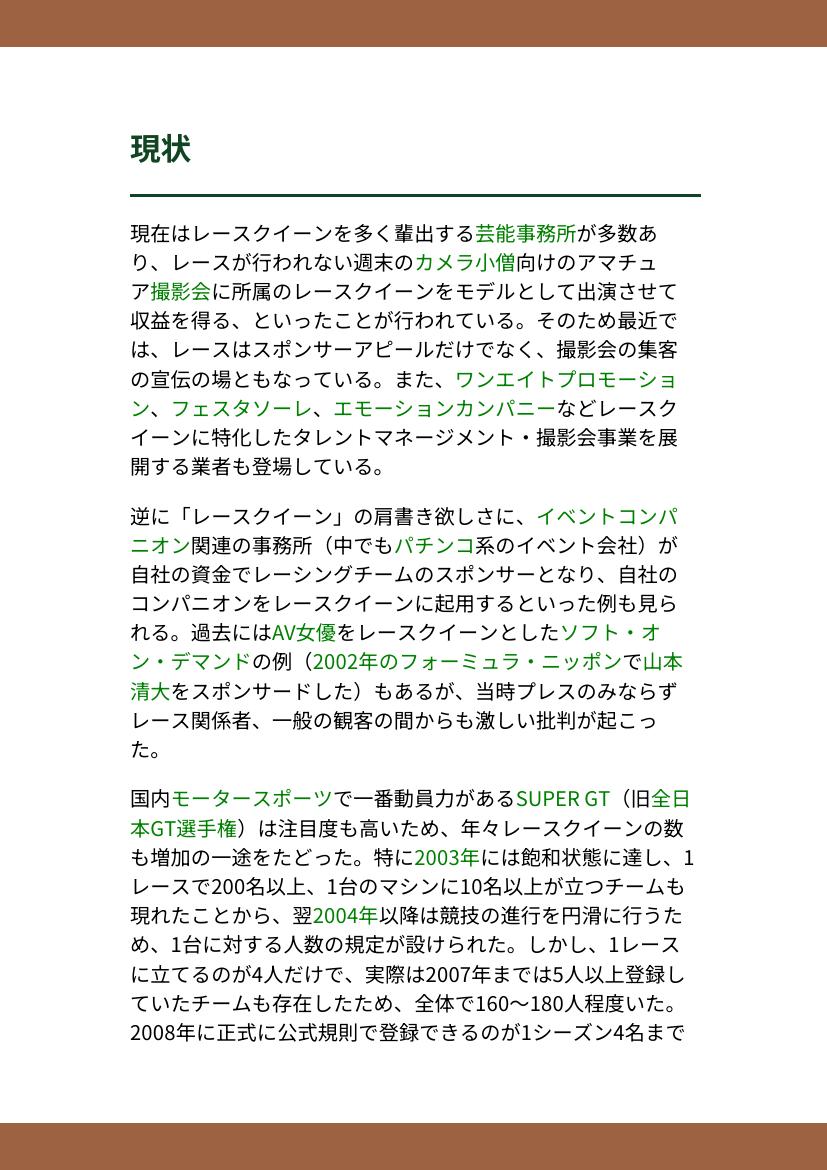 現状
現在はレースクイーンを多く輩出する芸能事務所が多数あ
り、レースが行われない週末のカメラ小僧向けのアマチュ
ア撮影会に所属のレースクイーンをモデルとして出演させて
収益を得る、といったことが行われている。そのため最近で
は、レースはスポンサーアピールだけでなく、撮影会の集客
の宣伝の場ともなっている。また、ワンエイトプロモーショ
ン、フェスタソーレ、エモーションカンパニーなどレースク
イーンに特化したタレントマネージメント・撮影会事業を展
開する業者も登場している。
逆に「レースクイーン」の肩書き欲しさに、イベントコンパ
ニオン関連の事務所（中でもパチンコ系のイベント会社）が
自社の資金でレーシングチームのスポンサーとなり、自社の
コンパニオンをレースクイーンに起用するといった例も見ら
れる。過去にはAV女優をレースクイーンとしたソフト・オ
ン・デマンドの例（2002年のフォーミュラ・ニッポンで山本
清大をスポンサードした）もあるが、当時プレスのみならず
レース関係者、一般の観客の間からも激しい批判が起こっ
た。
国内モータースポーツで一番動員力があるSUPER GT（旧全日
本GT選手権）は注目度も高いため、年々レースクイーンの数
も増加の一途をたどった。特に2003年には飽和状態に達し、1
レースで200名以上、1台のマシンに10名以上が立つチームも
現れたことから、翌2004年以降は競技の進行を円滑に行うた
め、1台に対する人数の規定が設けられた。しかし、1レース
に立てるのが4人だけで、実際は2007年までは5人以上登録し
ていたチームも存在したため、全体で160〜180人程度いた。
2008年に正式に公式規則で登録できるのが1シーズン4名まで